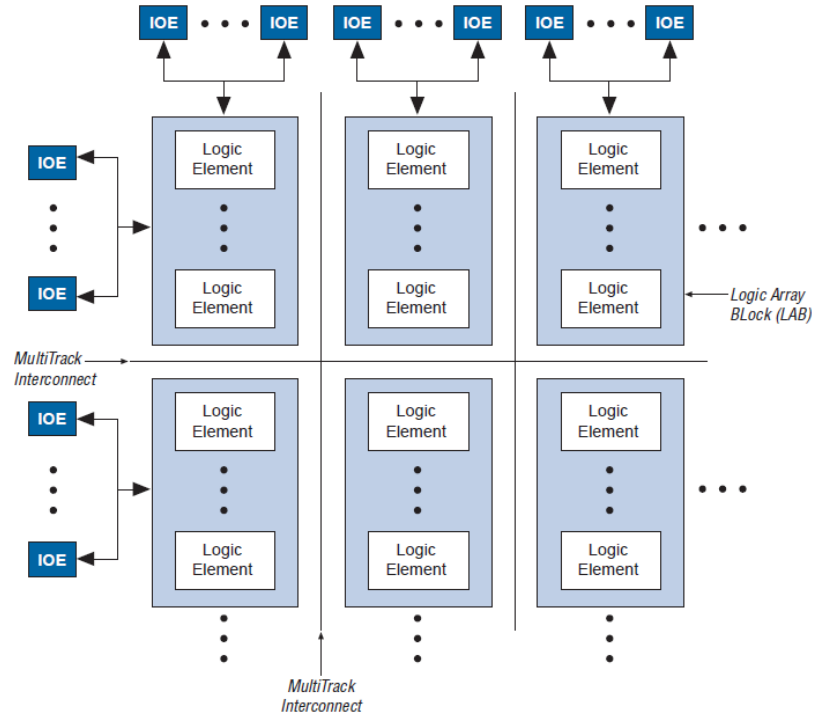 IOE IOE IOE IOE IOE IOE
Logic Logic Logic
Element Element Element
IOE
IOE
Logic Logic Logic
Element Element Element
Logic Array
BLock (LAB)
MultiTrack
Interconnect
IOE
Logic Logic Logic
Element Element Element
IOE
Logic Logic Logic
Element Element Element
MultiTrack
Interconnect